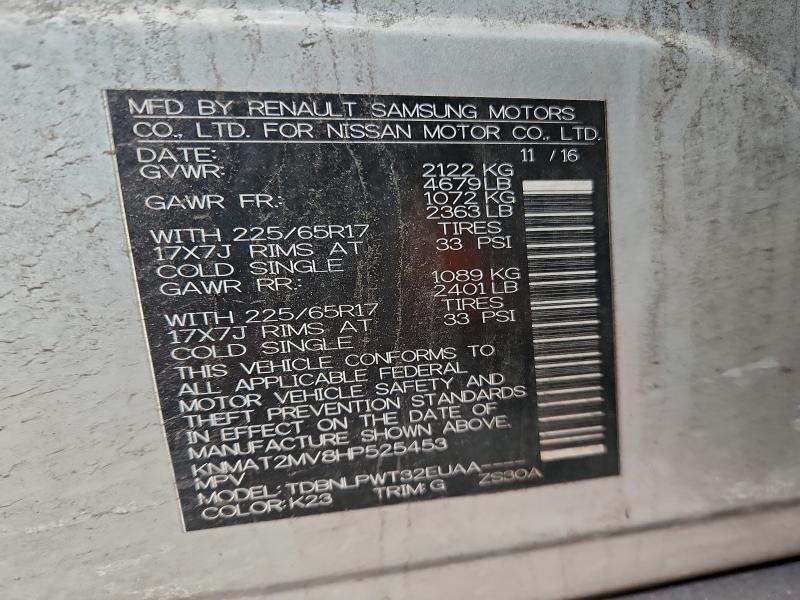 MFD BY RENAULT SAMSUNG MOTORS
CO., LTD. FOR NISSAN MOTOR CO., LTD.
DATE: 11 / 16
GVWR: 2122 KG
4679 LB
GAWR FR.: 1072 KG
2363 LB
WITH 225/65R17 TIRES
17X7J RIMS AT 33 PSI
COLD SINGLE
GAWR RR.: 1089 KG
2401 LB
WITH 225/65R17 TIRES
17X7J RIMS AT 33 PSI
COLD SINGLE
THIS VEHICLE CONFORMS TO
ALL APPLICABLE FEDERAL
MOTOR VEHICLE SAFETY AND
THEFT PREVENTION STANDARDS
IN EFFECT ON THE DATE OF
MANUFACTURE SHOWN ABOVE.
KNMAT2MV8HP525453
MPV
MODEL: TDBNLPWT32EUAA----- ZS30A
COLOR: K23 TRIM: G